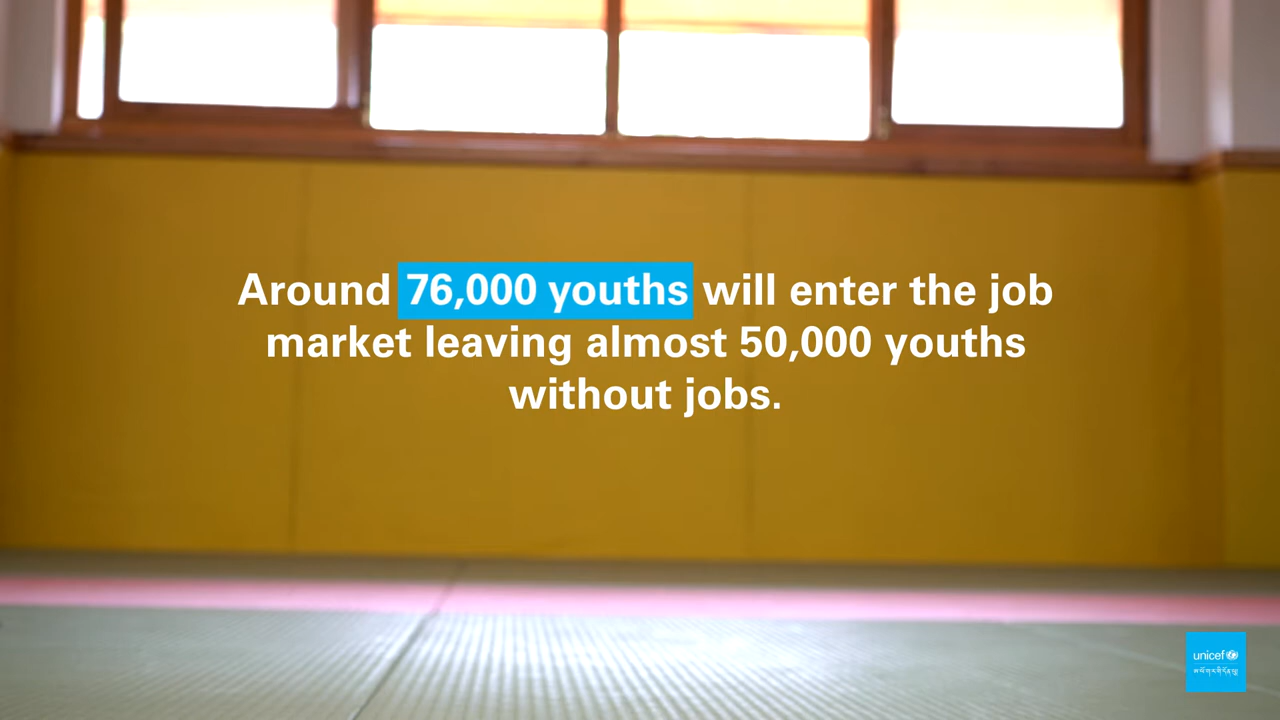 Around 76,000 youths will enter the job
market leaving almost 50,000 youths
without jobs.
unicef